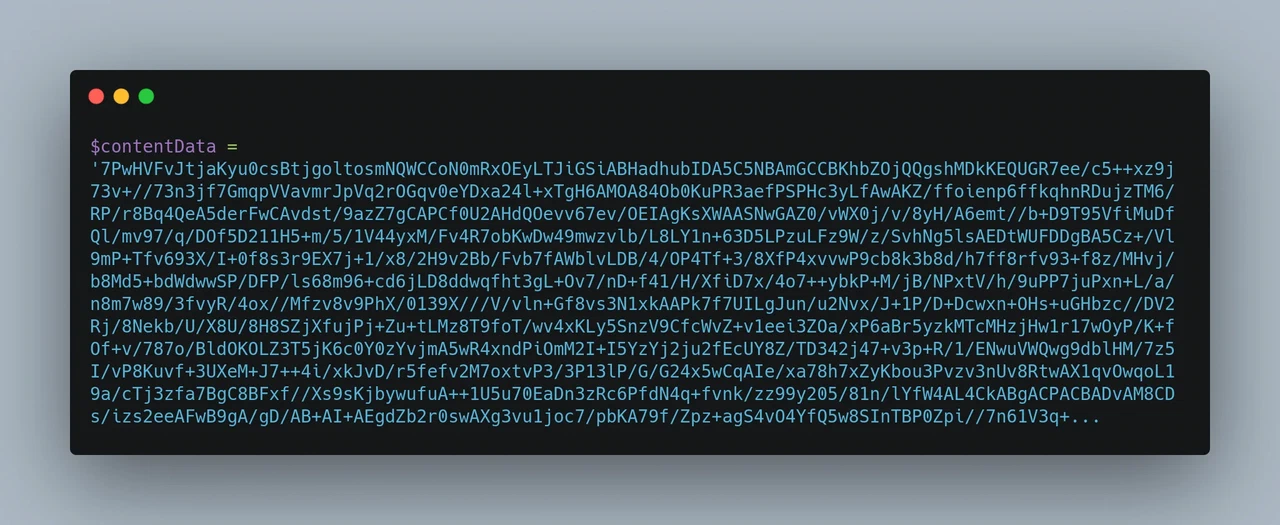 $contentData =
'7PwHVFvJtjaKyu0csBtjgoltosmNQWCCoN0mRxOEyLTJiGSiABHadhubIDA5C5NBAmGCCBKhbZOjQQgshMDkKEQUGR7ee/c5++xz9j
73v+//73n3jf7GmqpVVavmrJpVq2rOGqv0eYDxa24l+xTgH6AMOA84Ob0KuPR3aefPSPHc3yLfAwAKZ/ffoienp6ffkqhnRDujzTM6/
RP/r8Bq4QeA5derFwCAvdst/9azZ7gCAPCf0U2AHdQOevv67ev/OEIAgKsXWAASNwGAZ0/vWX0j/v/8yH/A6emt//b+D9T95VfiMuDf
Ql/mv97/q/DOf5D211H5+m/5/1V44yxM/Fv4R7obKwDw49mwzvlb/L8LY1n+63D5LPzuLFz9W/z/SvhNg5lsAEDtWUFDDgBA5Cz+/Vl
9mP+Tfv693X/I+0f8s3r9EX7j+1/x8/2H9v2Bb/Fvb7fAWblvLDB/4/OP4Tf+3/8XfP4xvvwP9cb8k3b8d/h7ff8rfv93+f8z/MHvj/
b8Md5+bdWdwwSP/DFP/ls68m96+cd6jLD8ddwqfht3gL+Ov7/nD+f41/H/XfiD7x/4o7++ybkP+M/jB/NPxtV/h/9uPP7juPxn+L/a/
n8m7w89/3fvyR/4ox//Mfzv8v9PhX/0139X///V/vln+Gf8vs3N1xkAAPk7f7UILgJun/u2Nvx/J+1P/D+Dcwxn+OHs+uGHbzc//DV2
Rj/8Nekb/U/X8U/8H8SZjXfujPj+Zu+tLMz8T9foT/wv4xKLy5SnzV9CfcWvZ+v1eei3ZOa/xP6aBr5yzkMTcMHzjHw1r17wOyP/K+f
Of+v/787o/BldOKOLZ3T5jK6c0Y0zYvjmA5wR4xndPiOmM2I+I5YzYj2ju2fEcUY8Z/TD342j47+v3p+R/1/ENwuVWQwg9dblHM/7z5
I/vP8Kuvf+3UXeM+J7++4i/xkJvD/r5fefv2M7oxtvP3/3P13lP/G/G24x5wCqAIe/xa78h7xZyKbou3Pvzv3nUv8RtwAX1qvOwqoL1
9a/cTj3zfa7BgC8BFxf//Xs9sKjbywufuA++1U5u70EaDn3zRc6PfdN4q+fvnk/zz99y205/81n/lYfW4AL4CkABgACPACBADvAM8CD
s/izs2eeAFwB9gA/gD/AB+AI+AEgdZb2r0swAXg3vu1joc7/pbKA79f/Zpz+agS4vO4YfQ5w8SInTBP0Zpi//7n61V3q+...